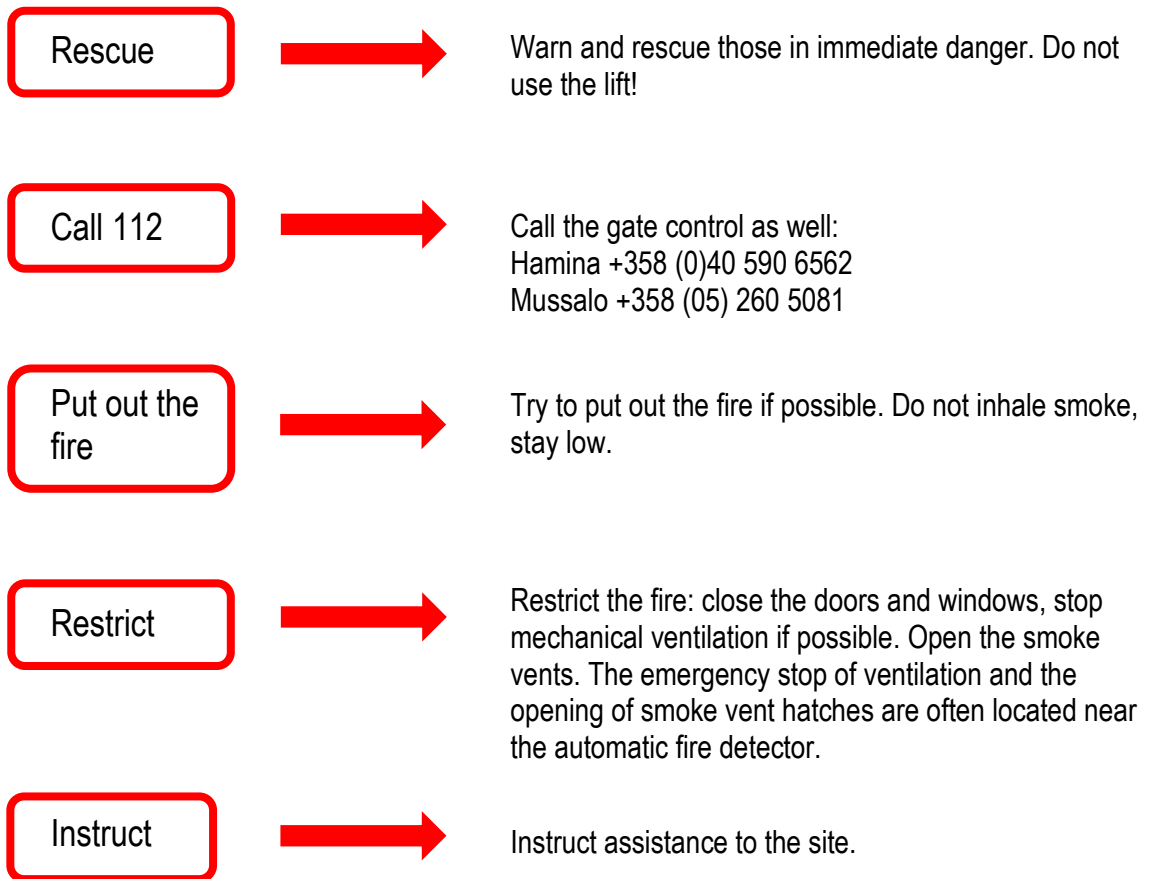 Rescue
Warn and rescue those in immediate danger. Do not
use the lift!
Call 112
Call the gate control as well:
Hamina +358 (0)40 590 6562
Mussalo +358 (05) 260 5081
Put out the
fire
Try to put out the fire if possible. Do not inhale smoke,
stay low.
Restrict
Restrict the fire: close the doors and windows, stop
mechanical ventilation if possible. Open the smoke
vents. The emergency stop of ventilation and the
opening of smoke vent hatches are often located near
the automatic fire detector.
Instruct
Instruct assistance to the site.